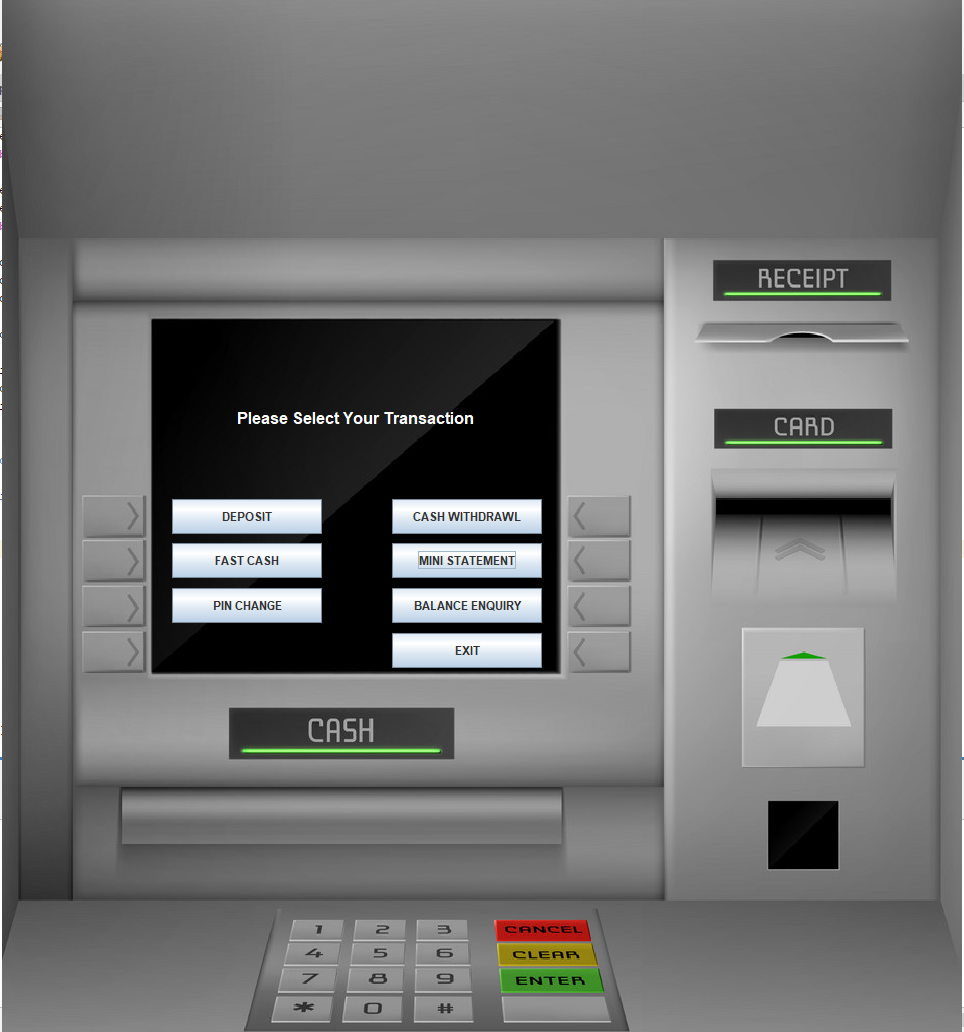 RECEIPT
Please Select Your Transaction
CARD
DEPOSIT
CASH WITHDRAWL
FAST CASH
MINI STATEMENT
PIN CHANGE
BALANCE ENQUIRY
EXIT
CASH
1 2 3 CANCEL
4 5 6 CLEAR
7 8 9 ENTER
* 0 #